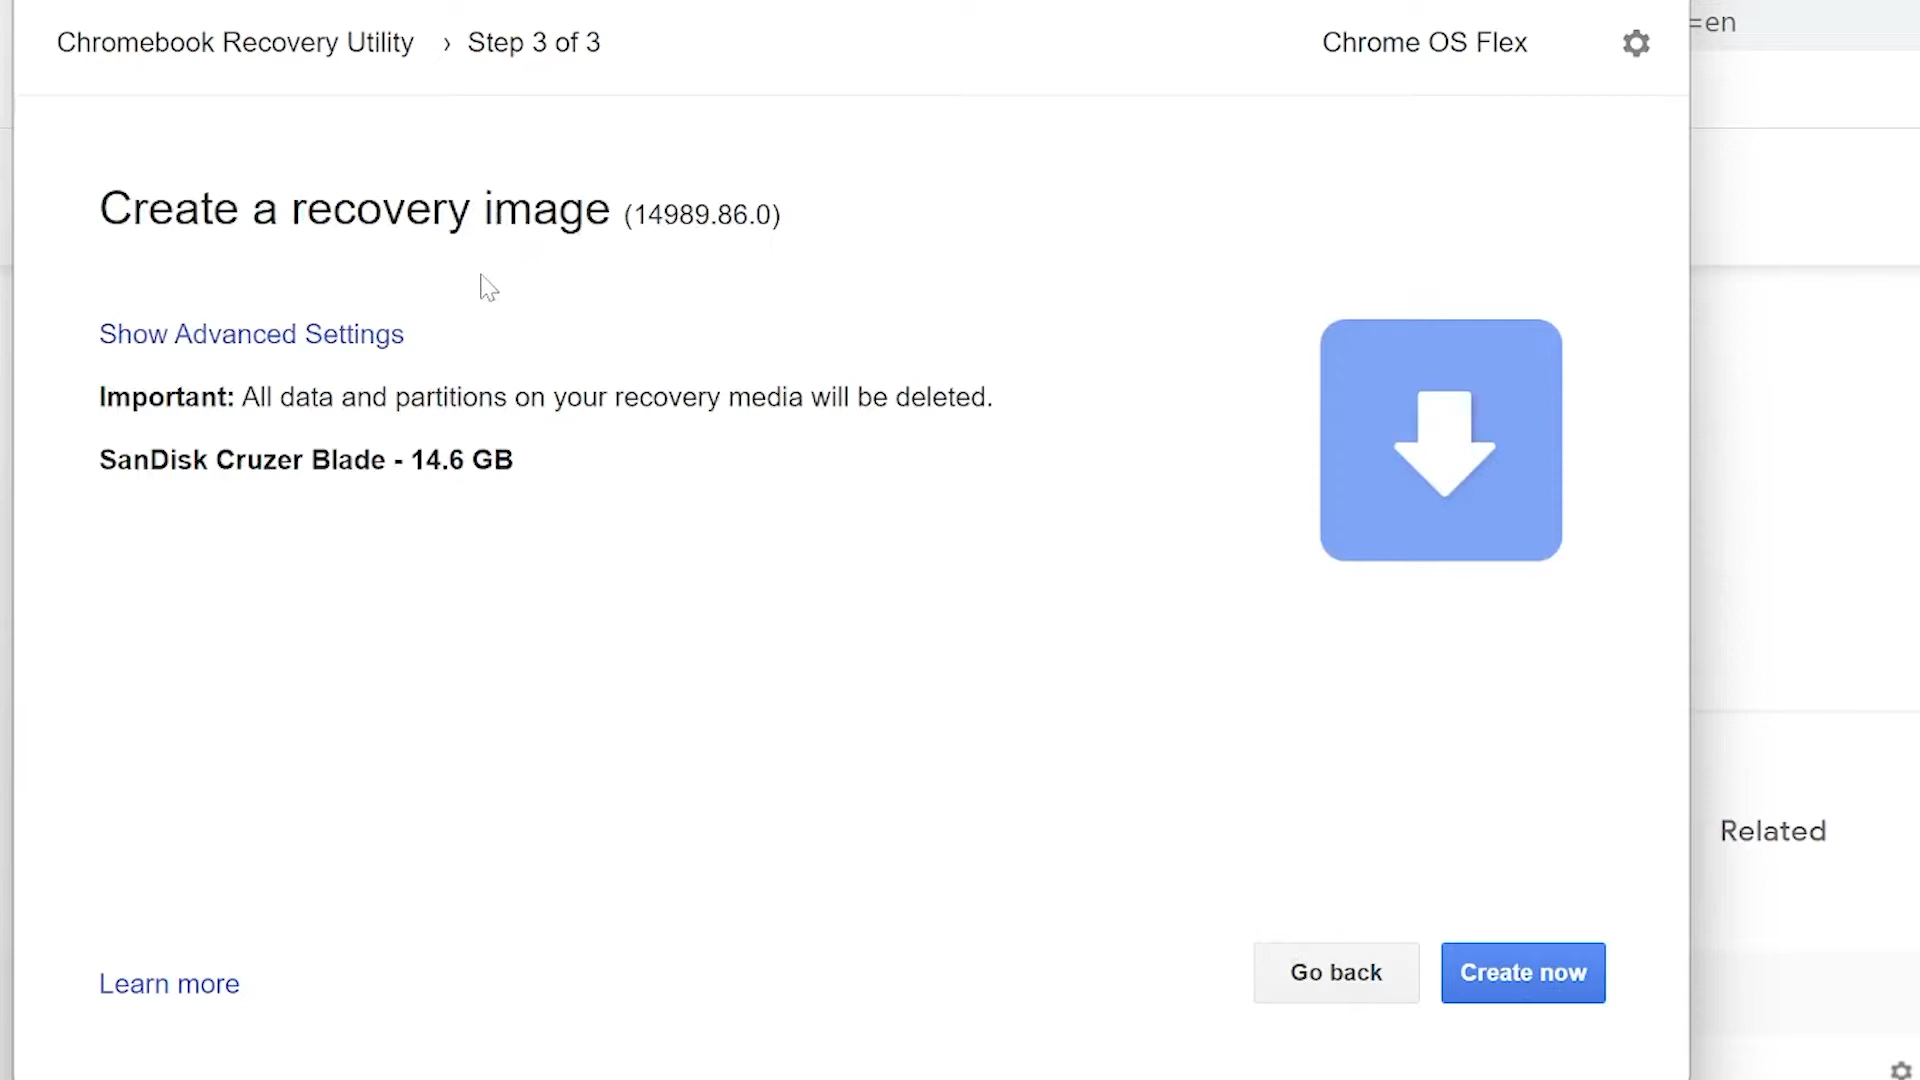 Chromebook Recovery Utility › Step 3 of 3
Chrome OS Flex
=en
Create a recovery image (14989.86.0)
Show Advanced Settings
Important: All data and partitions on your recovery media will be deleted.
SanDisk Cruzer Blade - 14.6 GB
Related
Learn more
Go back
Create now